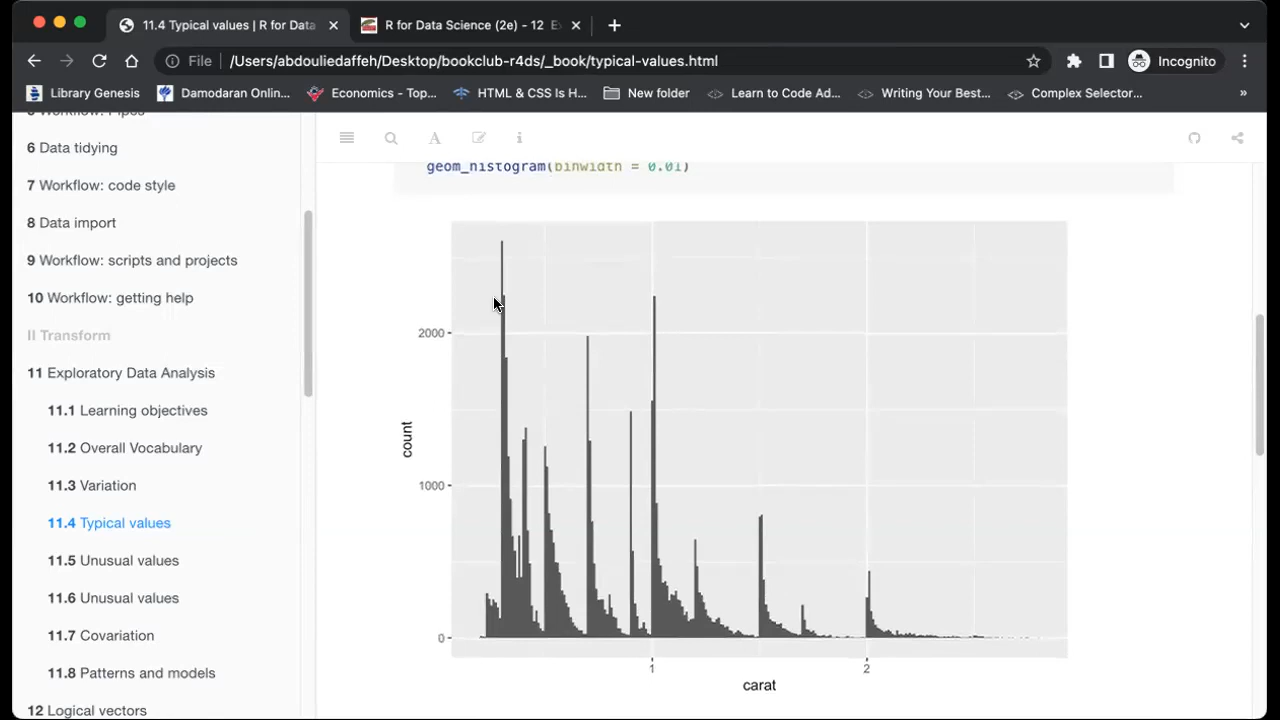 11.4 Typical values | R for Data
R for Data Science (2e) - 12 E
File /Users/abdouliedaffeh/Desktop/bookclub-r4ds/_book/typical-values.html
Incognito
Library Genesis
Damodaran Onlin...
Economics - Top...
HTML & CSS Is H...
New folder
Learn to Code Ad...
Writing Your Best...
Complex Selector...
»
5 Workflow: Pipes
6 Data tidying
7 Workflow: code style
8 Data import
9 Workflow: scripts and projects
10 Workflow: getting help
II Transform
11 Exploratory Data Analysis
11.1 Learning objectives
11.2 Overall Vocabulary
11.3 Variation
11.4 Typical values
11.5 Unusual values
11.6 Unusual values
11.7 Covariation
11.8 Patterns and models
12 Logical vectors
A
i
geom_histogram(binwidth = 0.01)
2000
1000
0
count
1
2
carat